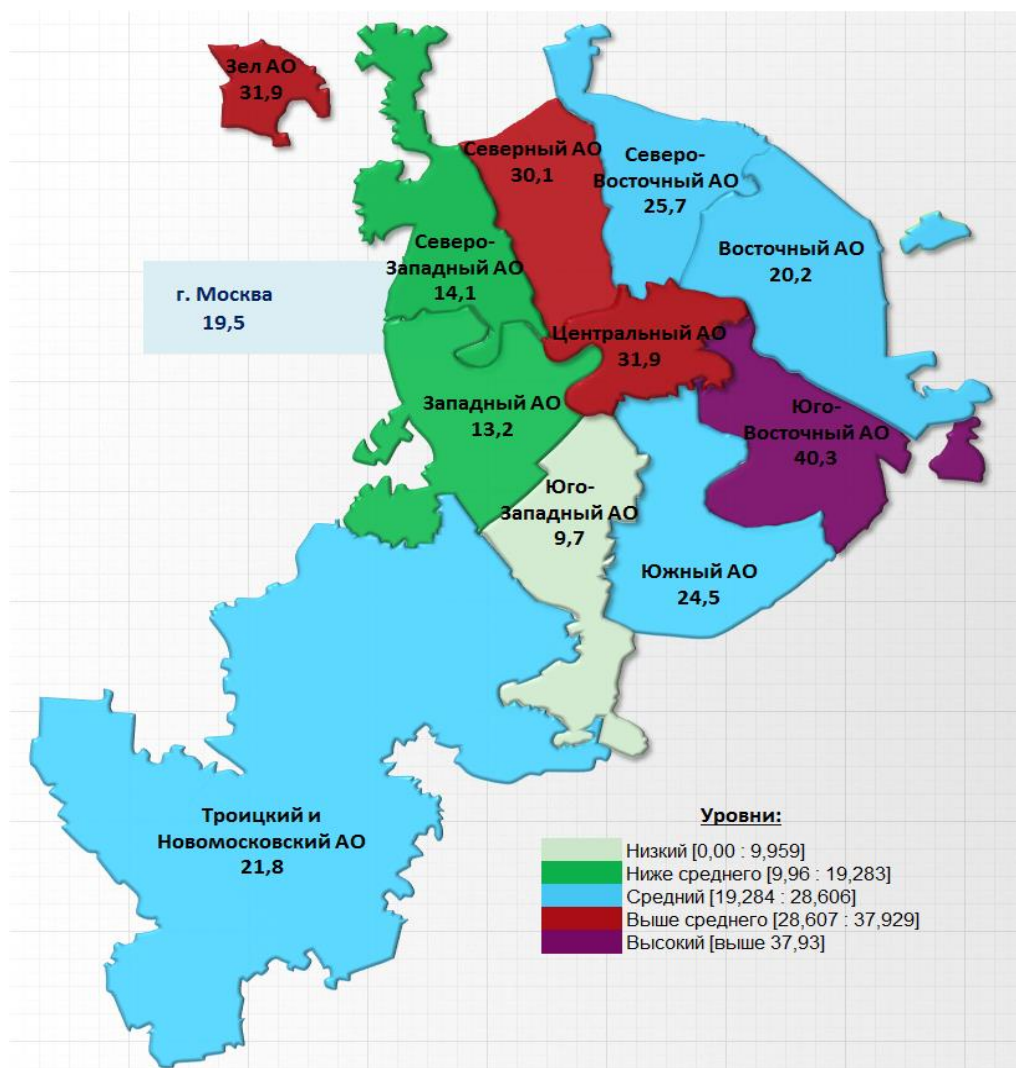 Зел АО
31,9
Северный АО
30,1
Северо-
Восточный АО
25,7
Северо-
Западный АО
14,1
Восточный АО
20,2
г. Москва
19,5
Центральный АО
31,9
Западный АО
13,2
Юго-
Восточный АО
40,3
Юго-
Западный АО
9,7
Южный АО
24,5
Троицкий и
Новомосковский АО
21,8
Уровни:
Низкий [0,00 : 9,959]
Ниже среднего [9,96 : 19,283]
Средний [19,284 : 28,606]
Выше среднего [28,607 : 37,929]
Высокий [выше 37,93]